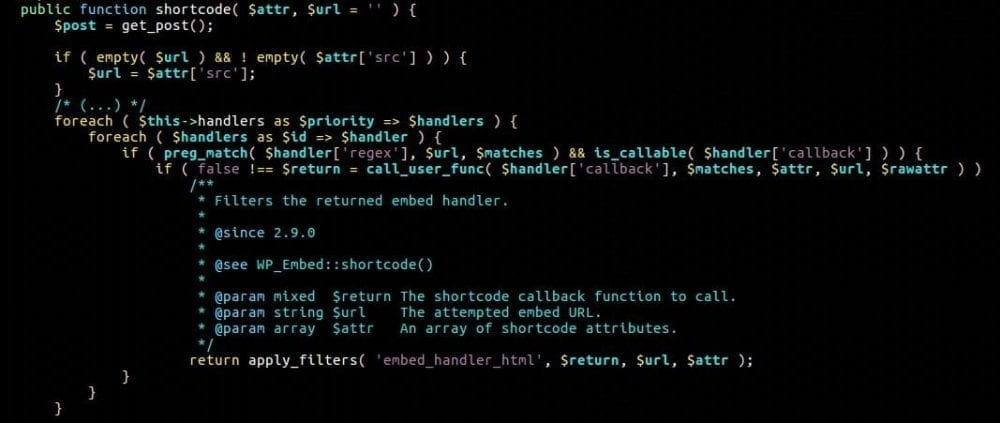 public function shortcode( $attr, $url = '' ) {
$post = get_post();
if ( empty( $url ) && ! empty( $attr['src'] ) ) {
$url = $attr['src'];
}
/* (...) */
foreach ( $this->handlers as $priority => $handlers ) {
foreach ( $handlers as $id => $handler ) {
if ( preg_match( $handler['regex'], $url, $matches ) && is_callable( $handler['callback'] ) ) {
if ( false !== $return = call_user_func( $handler['callback'], $matches, $attr, $url, $rawattr ) )
/**
* Filters the returned embed handler.
*
* @since 2.9.0
*
* @see WP_Embed::shortcode()
*
* @param mixed  $return The shortcode callback function to call.
* @param string $url    The attempted embed URL.
* @param array  $attr   An array of shortcode attributes.
*/
return apply_filters( 'embed_handler_html', $return, $url, $attr );
}
}
}